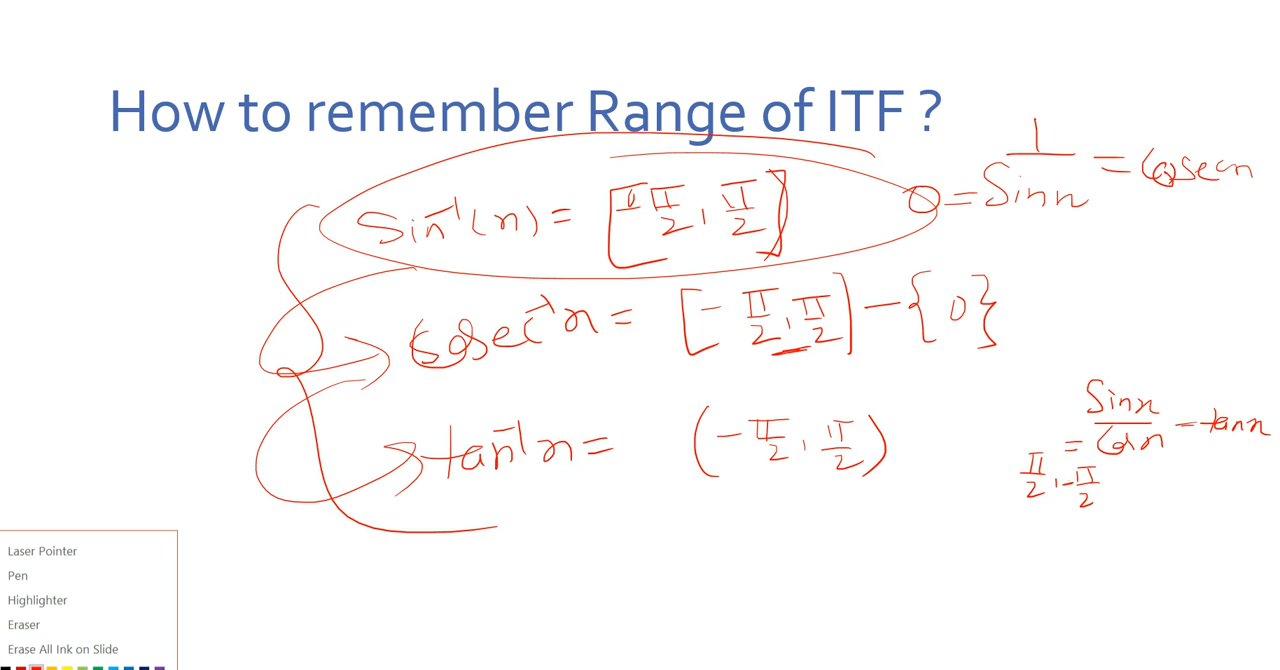 How to remember Range of ITF ?
1/Sinx = Cosecx
0 = Sinx
Sin⁻¹(x) = [-π/2, π/2]
Cosec⁻¹x = [-π/2, π/2] - {0}
Sinx/Cosx = tanx
tan⁻¹x = (-π/2, π/2)
= π/2, -π/2
Laser Pointer
Pen
Highlighter
Eraser
Erase All Ink on Slide